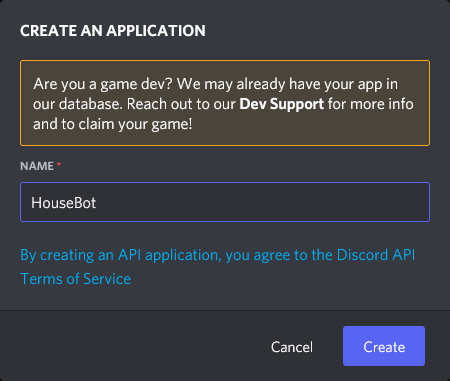 CREATE AN APPLICATION
Are you a game dev? We may already have your app in
our database. Reach out to our Dev Support for more info
and to claim your game!
NAME *
HouseBot
By creating an API application, you agree to the Discord API
Terms of Service
Cancel
Create